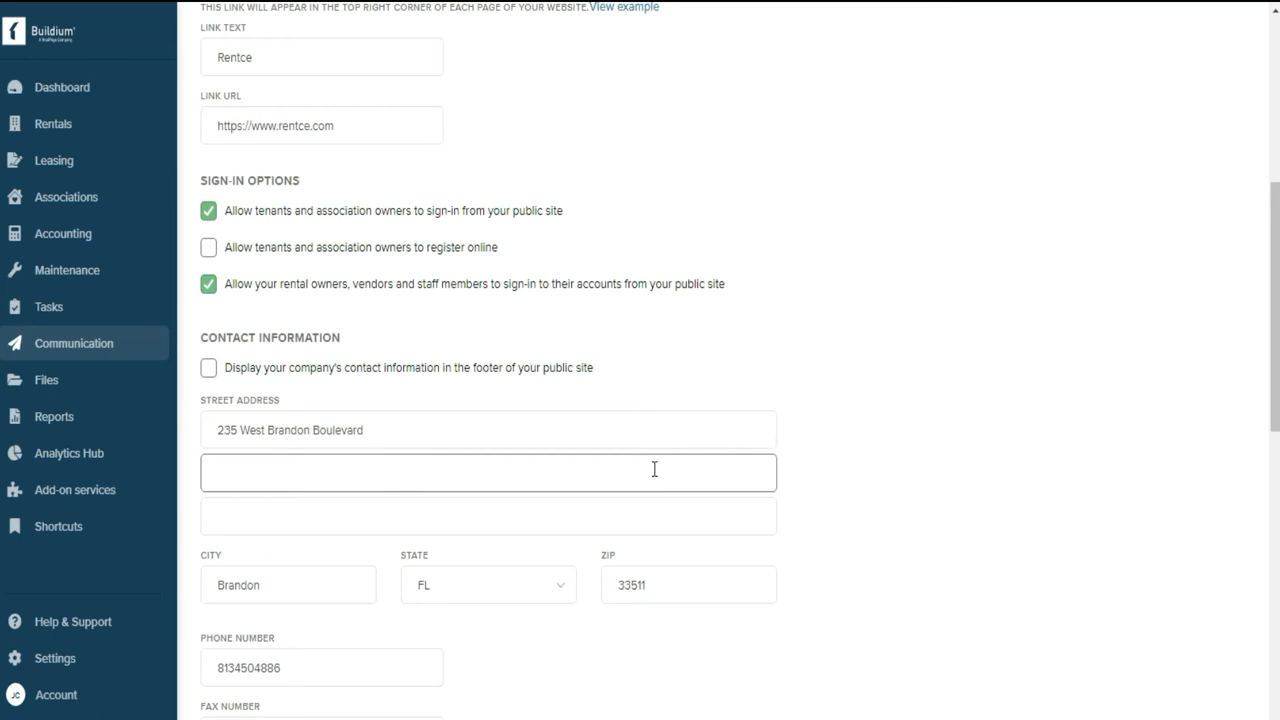 Buildium
A RealPage Company
Dashboard
Rentals
Leasing
Associations
Accounting
Maintenance
Tasks
Communication
Files
Reports
Analytics Hub
Add-on services
Shortcuts
Help & Support
Settings
JC
Account
THIS LINK WILL APPEAR IN THE TOP RIGHT CORNER OF EACH PAGE OF YOUR WEBSITE.View example
LINK TEXT
Rentce
LINK URL
https://www.rentce.com
SIGN-IN OPTIONS
Allow tenants and association owners to sign-in from your public site
Allow tenants and association owners to register online
Allow your rental owners, vendors and staff members to sign-in to their accounts from your public site
CONTACT INFORMATION
Display your company's contact information in the footer of your public site
STREET ADDRESS
235 West Brandon Boulevard
CITY STATE ZIP
Brandon FL 33511
PHONE NUMBER
8134504886
FAX NUMBER